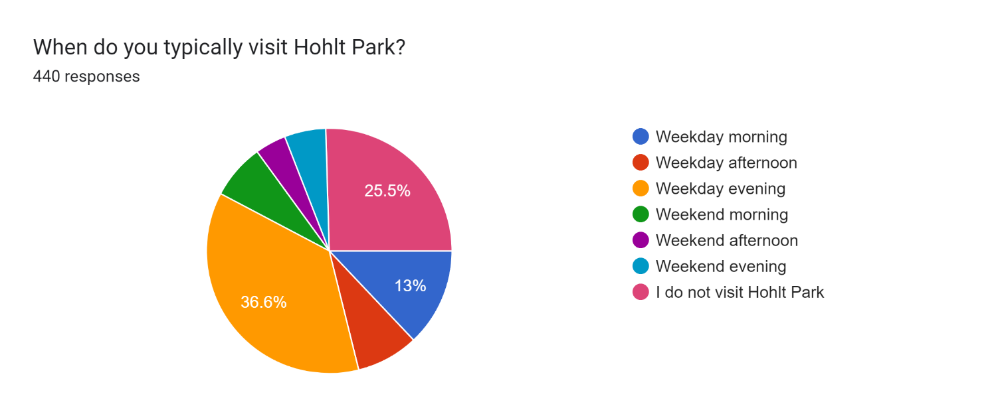 When do you typically visit Hohlt Park?
440 responses
25.5%
13%
36.6%
Weekday morning
Weekday afternoon
Weekday evening
Weekend morning
Weekend afternoon
Weekend evening
I do not visit Hohlt Park